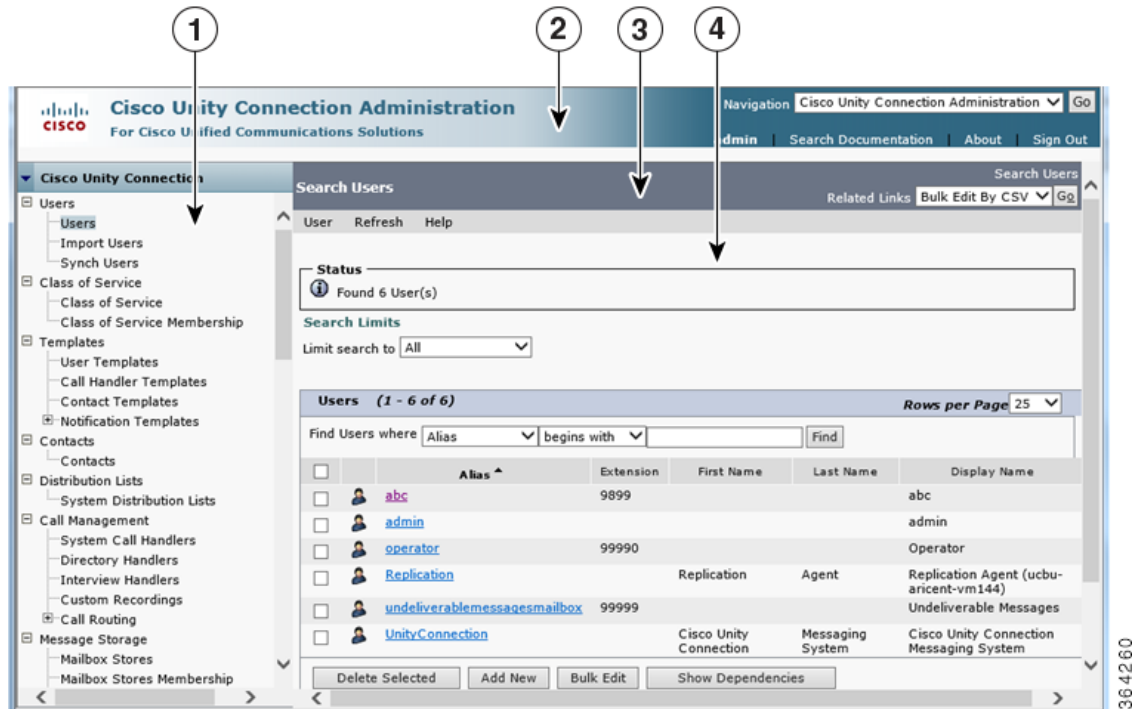 1 2 3 4
CISCO
Cisco Unity Connection Administration
For Cisco Unified Communications Solutions
Navigation Cisco Unity Connection Administration Go
admin | Search Documentation | About | Sign Out
Cisco Unity Connection
Users
Users
Import Users
Synch Users
Class of Service
Class of Service
Class of Service Membership
Templates
User Templates
Call Handler Templates
Contact Templates
Notification Templates
Contacts
Contacts
Distribution Lists
System Distribution Lists
Call Management
System Call Handlers
Directory Handlers
Interview Handlers
Custom Recordings
Call Routing
Message Storage
Mailbox Stores
Mailbox Stores Membership
Search Users
Search Users
Related Links Bulk Edit By CSV Go
User Refresh Help
Status
Found 6 User(s)
Search Limits
Limit search to All
Users (1 - 6 of 6) Rows per Page 25
Find Users where Alias begins with Find
Alias Extension First Name Last Name Display Name
abc 9899 abc
admin admin
operator 99990 Operator
Replication Replication Agent Replication Agent (ucbu-
aricent-vm144)
undeliverablemessagesmailbox 99999 Undeliverable Messages
UnityConnection Cisco Unity Messaging Cisco Unity Connection
Connection System Messaging System
Delete Selected Add New Bulk Edit Show Dependencies
364260